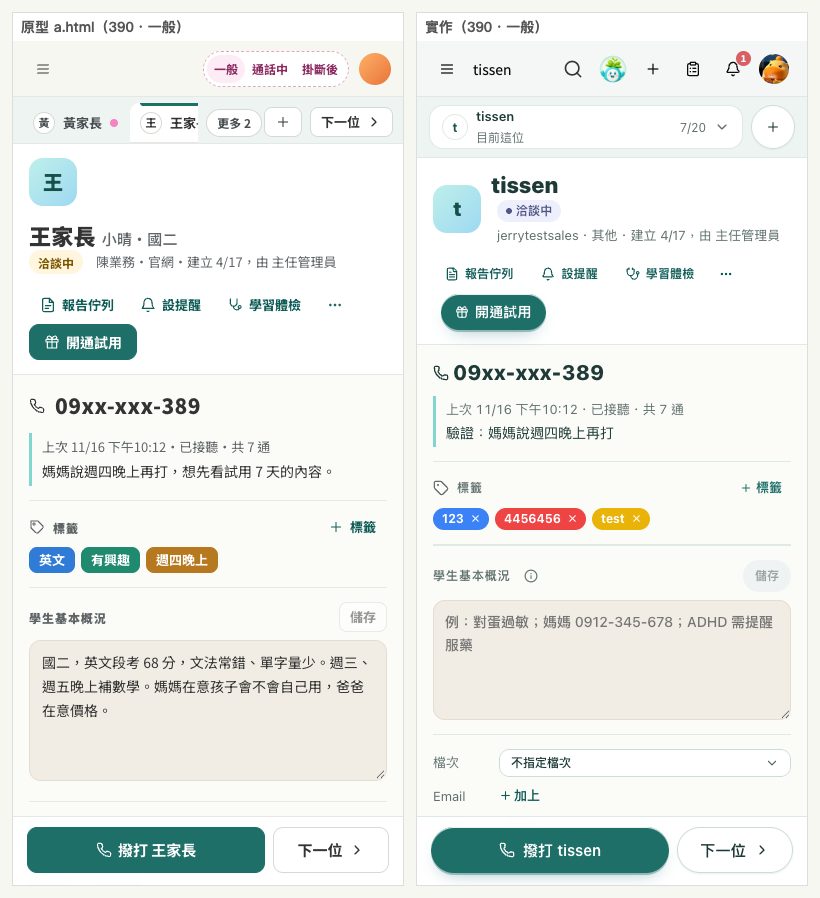 原型 a.html（390・一般）
一般 通話中 掛斷後
黃 黃家長
王 王家
更多 2
下一位
王
王家長 小晴・國二
洽談中 陳業務・官網・建立 4/17，由 主任管理員
報告佇列 設提醒 學習體檢 ···
開通試用
09xx-xxx-389
上次 11/16 下午10:12・已接聽・共 7 通
媽媽說週四晚上再打，想先看試用 7 天的內容。
標籤 + 標籤
英文 有興趣 週四晚上
學生基本概況 儲存
國二，英文段考 68 分，文法常錯、單字量少。週三、
週五晚上補數學。媽媽在意孩子會不會自己用，爸爸
在意價格。
撥打 王家長 下一位
實作（390・一般）
tissen 1
t tissen
目前這位
7/20
t
tissen
洽談中
jerrytestsales · 其他 · 建立 4/17，由 主任管理員
報告佇列 設提醒 學習體檢 ···
開通試用
09xx-xxx-389
上次 11/16 下午10:12 · 已接聽 · 共 7 通
驗證：媽媽說週四晚上再打
標籤 + 標籤
123 × 4456456 × test ×
學生基本概況 儲存
例：對蛋過敏；媽媽 0912-345-678；ADHD 需提醒
服藥
檔次 不指定檔次
Email + 加上
撥打 tissen 下一位